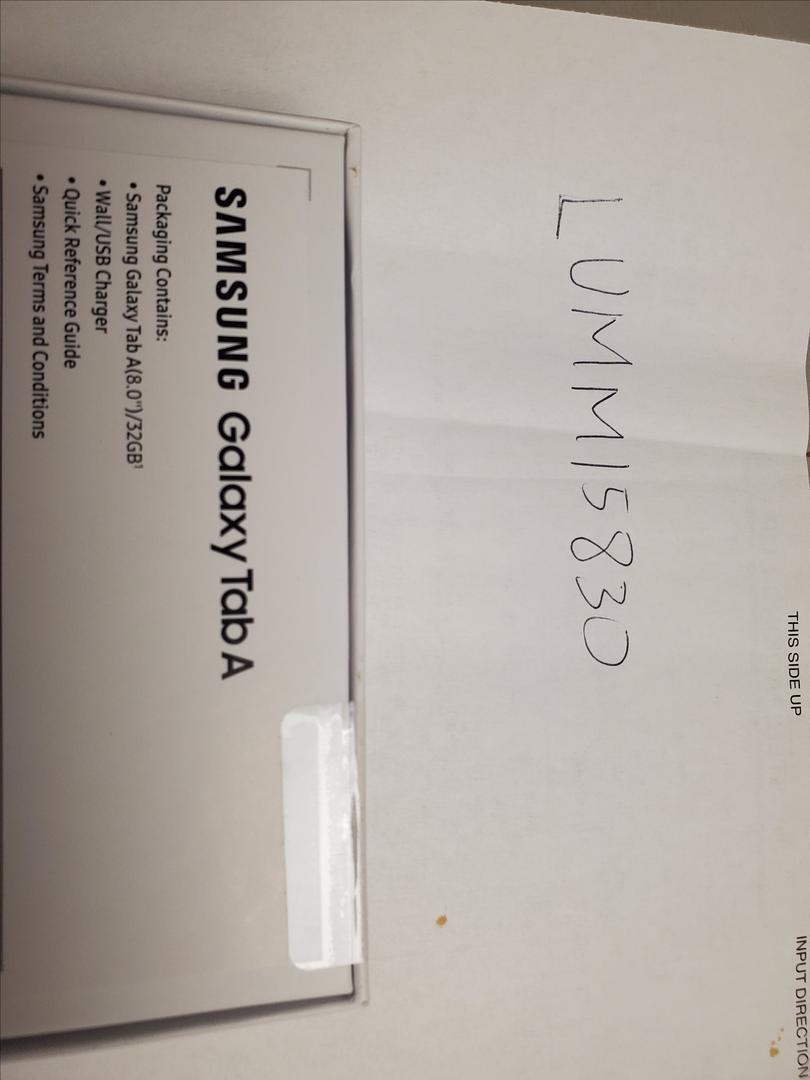 THIS SIDE UP
INPUT DIRECTION
LUMM15830
SAMSUNG Galaxy Tab A
Packaging Contains:
• Samsung Galaxy Tab A(8.0")/32GB¹
• Wall/USB Charger
• Quick Reference Guide
• Samsung Terms and Conditions